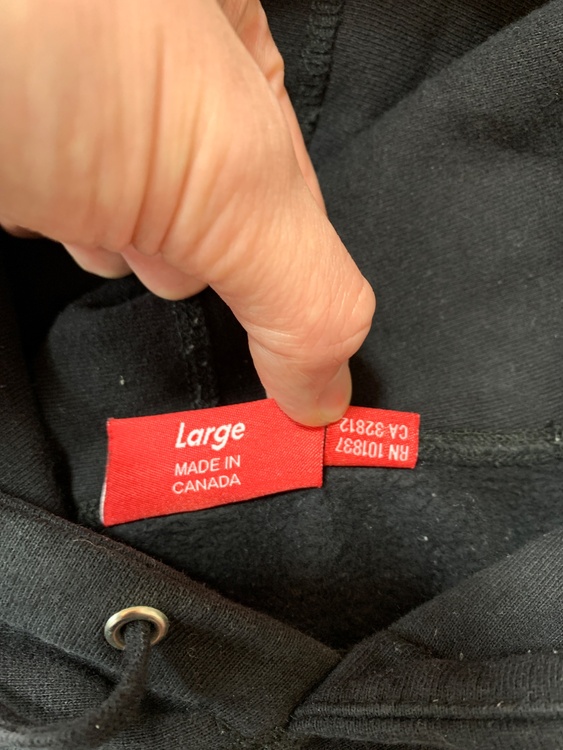 Large
MADE IN
CANADA
RN 101837
CA 32812